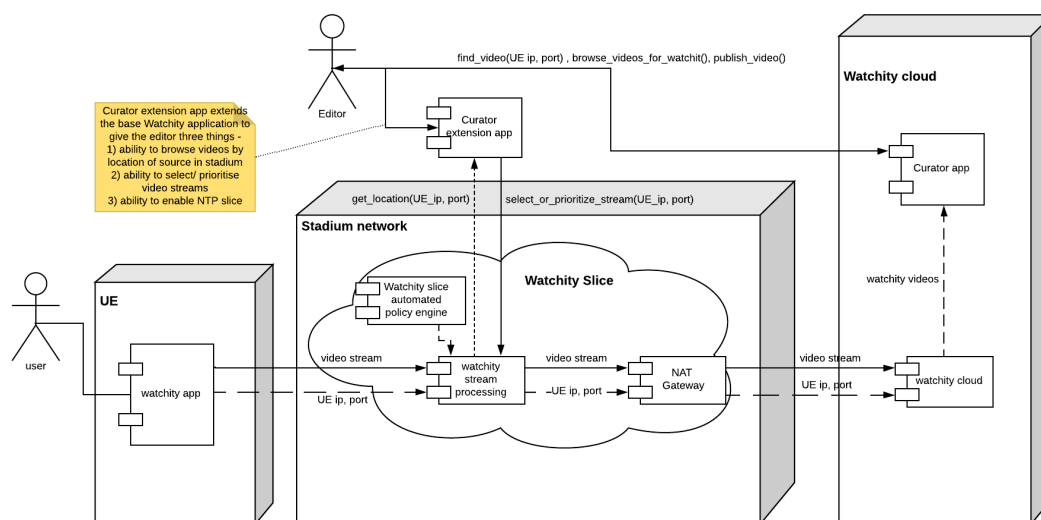 find_video(UE ip, port) , browse_videos_for_watchit(), publish_video()
Watchity cloud
Editor
Curator extension app extends
the base Watchity application to
give the editor three things -
1) ability to browse videos by
location of source in stadium
2) ability to select/ prioritise
video streams
3) ability to enable NTP slice
Curator
extension app
Curator app
get_location(UE_ip, port)
select_or_prioritize_stream(UE_ip, port)
Stadium network
Watchity Slice
Watchity slice
automated
policy engine
watchity videos
UE
user
watchity app
video stream
UE ip, port
watchity
stream
processing
video stream
UE ip, port
NAT
Gateway
video stream
UE ip, port
watchity cloud